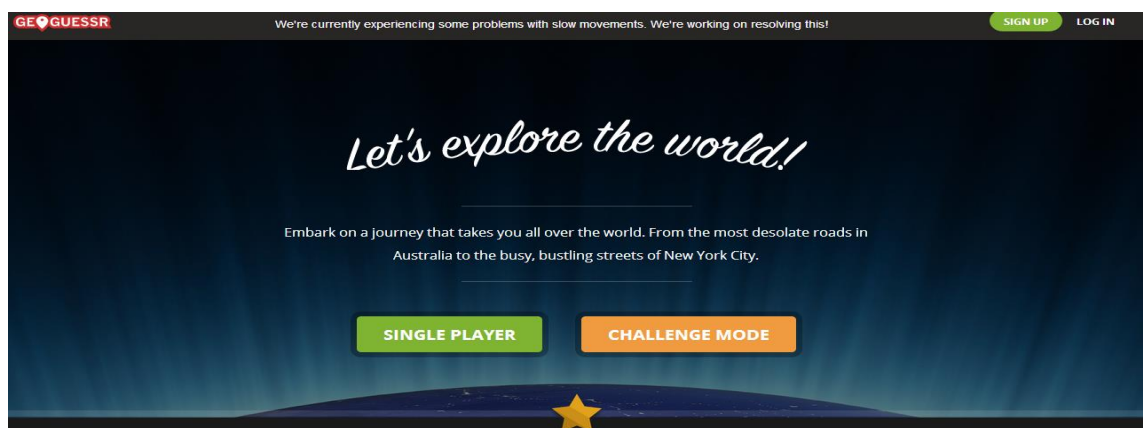 GEOGUESSR
We're currently experiencing some problems with slow movements. We're working on resolving this!
SIGN UP
LOG IN
Let's explore the world!
Embark on a journey that takes you all over the world. From the most desolate roads in
Australia to the busy, bustling streets of New York City.
SINGLE PLAYER
CHALLENGE MODE